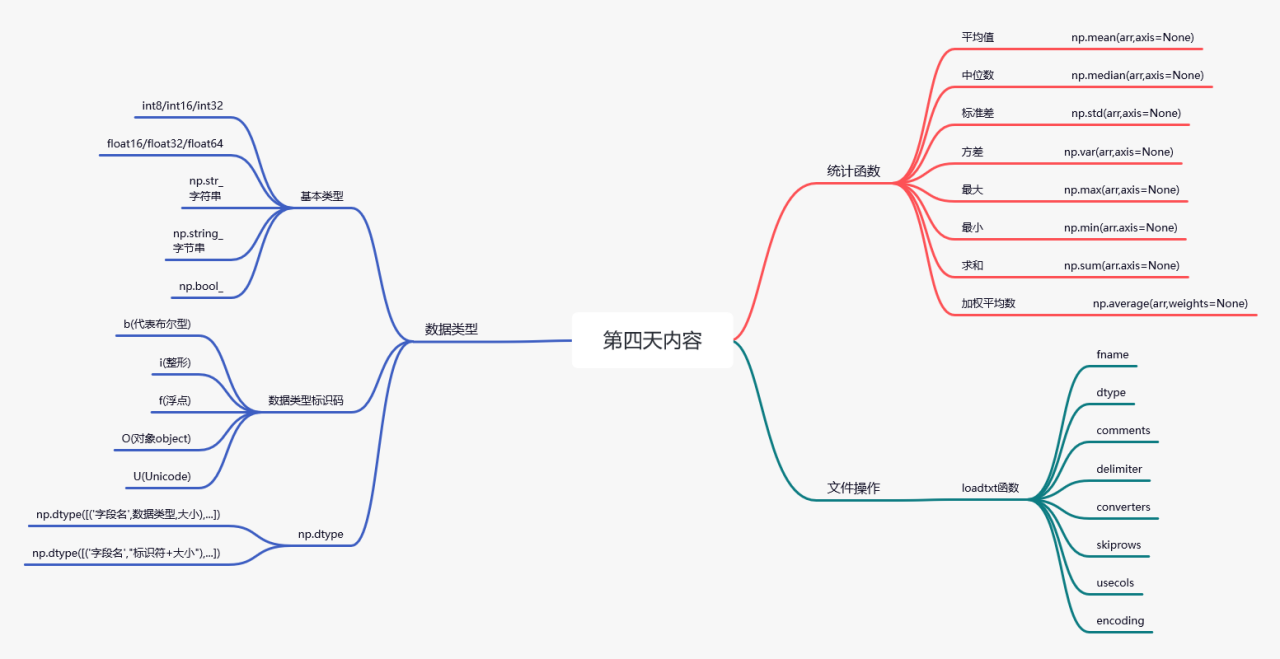 第四天内容
统计函数
平均值 np.mean(arr,axis=None)
中位数 np.median(arr,axis=None)
标准差 np.std(arr,axis=None)
方差 np.var(arr,axis=None)
最大 np.max(arr,axis=None)
最小 np.min(arr.axis=None)
求和 np.sum(arr.axis=None)
加权平均数 np.average(arr,weights=None)
文件操作
loadtxt函数
fname
dtype
comments
delimiter
converters
skiprows
usecols
encoding
数据类型
基本类型
int8/int16/int32
float16/float32/float64
np.str_
字符串
np.string_
字节串
np.bool_
数据类型标识码
b(代表布尔型)
i(整形)
f(浮点)
O(对象object)
U(Unicode)
np.dtype
np.dtype([('字段名',数据类型,大小),...])
np.dtype([('字段名',"标识符+大小"),...])